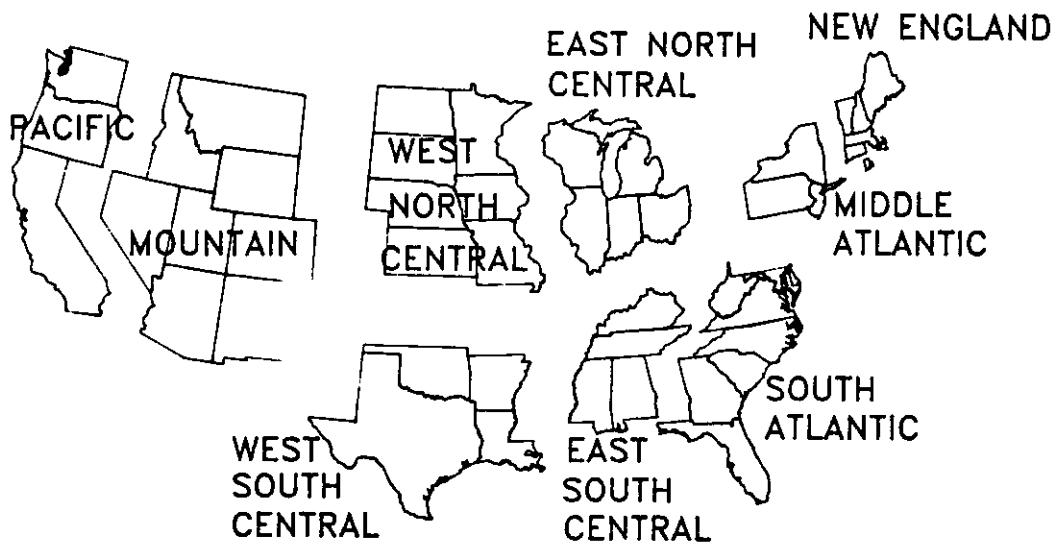 NEW ENGLAND
EAST NORTH
CENTRAL
PACIFIC
WEST
NORTH
CENTRAL
MOUNTAIN
MIDDLE
ATLANTIC
SOUTH
ATLANTIC
WEST
SOUTH
CENTRAL
EAST
SOUTH
CENTRAL